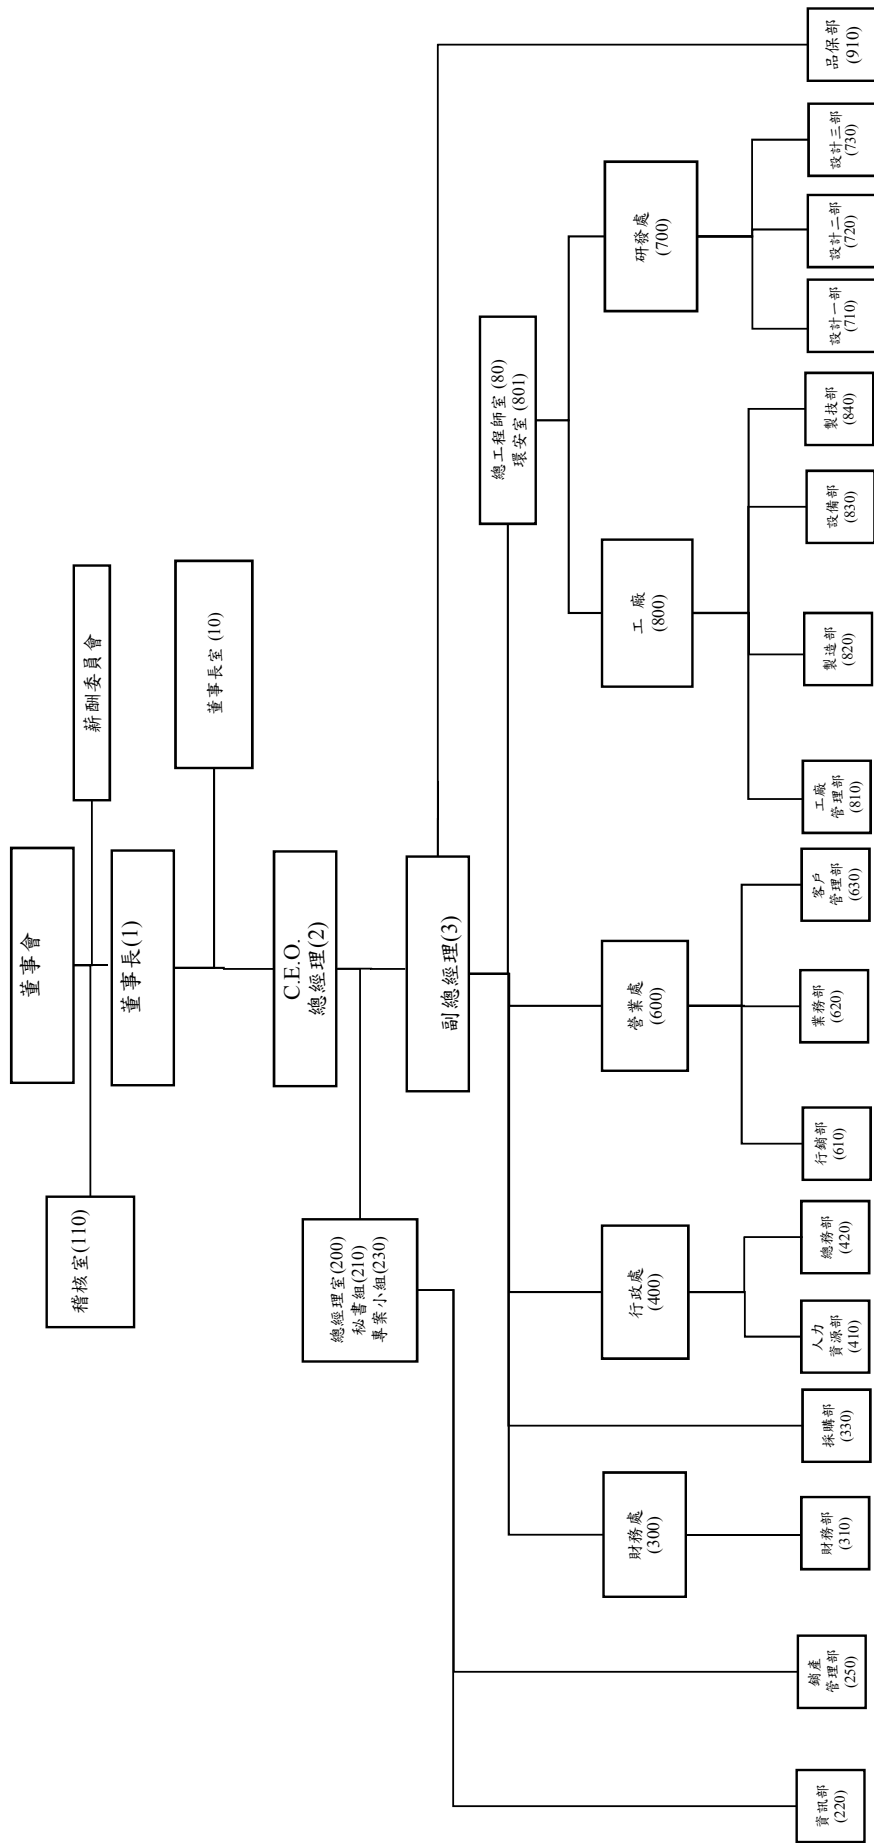 董事會
薪酬委員會
稽核室(110)
董事長(1)
董事長室 (10)
C.E.O.
總經理(2)
總經理室(200)
秘書組(210)
專案小組(230)
副總經理(3)
總工程師室 (80)
環安室 (801)
財務處
(300)
行政處
(400)
營業處
(600)
工 廠
(800)
研發處
(700)
資訊部
(220)
銷產
管理部
(250)
財務部
(310)
採購部
(330)
人力
資源部
(410)
總務部
(420)
行銷部
(610)
業務部
(620)
客戶
管理部
(630)
工廠
管理部
(810)
製造部
(820)
設備部
(830)
製技部
(840)
設計一部
(710)
設計二部
(720)
設計三部
(730)
品保部
(910)